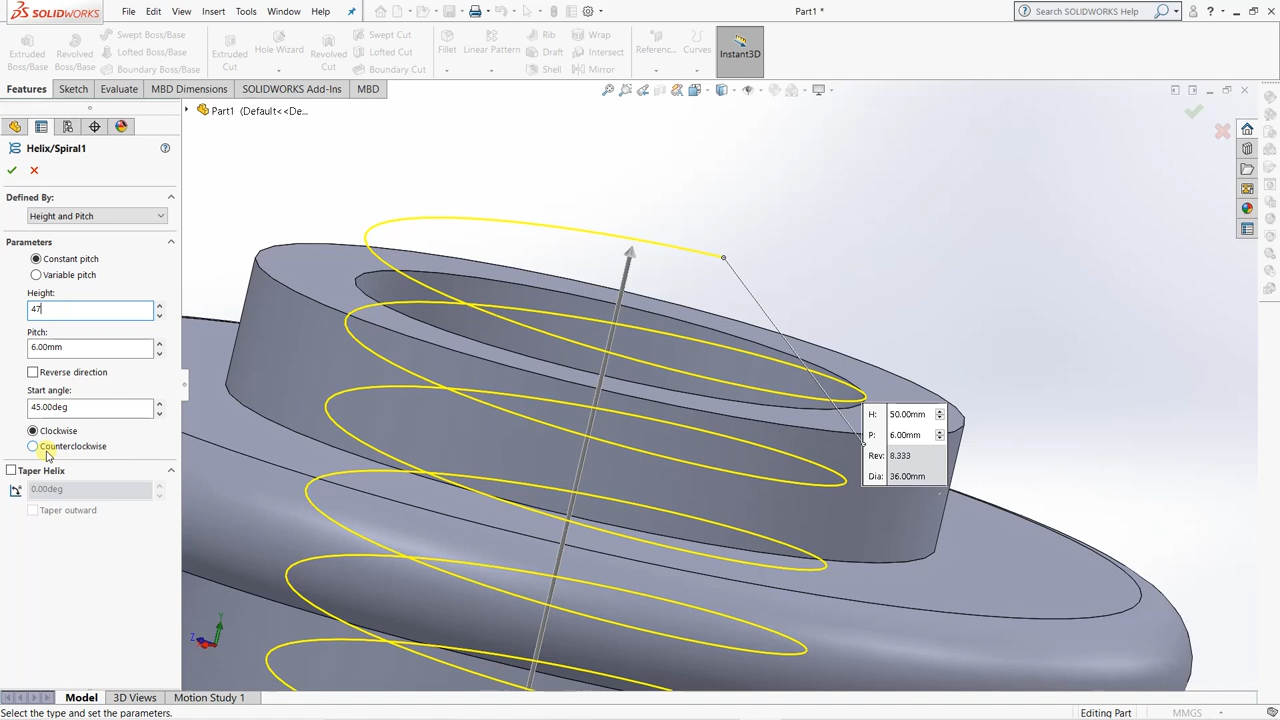 SOLIDWORKS
File Edit View Insert Tools Window Help
Part1 *
Search SOLIDWORKS Help
Extruded Boss/Base
Revolved Boss/Base
Swept Boss/Base
Lofted Boss/Base
Boundary Boss/Base
Extruded Cut
Hole Wizard
Revolved Cut
Swept Cut
Lofted Cut
Boundary Cut
Fillet
Linear Pattern
Rib
Draft
Shell
Wrap
Intersect
Mirror
Referenc...
Curves
Instant3D
Features Sketch Evaluate MBD Dimensions SOLIDWORKS Add-Ins MBD
Part1 (Default<<De...
Helix/Spiral1
Defined By:
Height and Pitch
Parameters
Constant pitch
Variable pitch
Height:
47
Pitch:
6.00mm
Reverse direction
Start angle:
45.00deg
Clockwise
Counterclockwise
Taper Helix
0.00deg
Taper outward
H: 50.00mm
P: 6.00mm
Rev: 8.333
Dia: 36.00mm
Y
Z
Model 3D Views Motion Study 1
Select the type and set the parameters.
Editing Part
MMGS